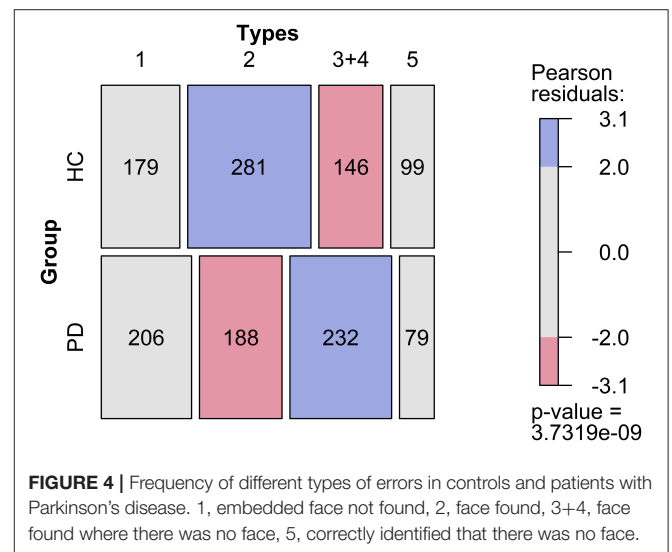 Types
1 2 3+4 5
Pearson
residuals:
3.1
2.0
0.0
-2.0
-3.1
p-value =
3.7319e-09
Group
HC
179 281 146 99
PD
206 188 232 79
FIGURE 4 | Frequency of different types of errors in controls and patients with
Parkinson's disease. 1, embedded face not found, 2, face found, 3+4, face
found where there was no face, 5, correctly identified that there was no face.